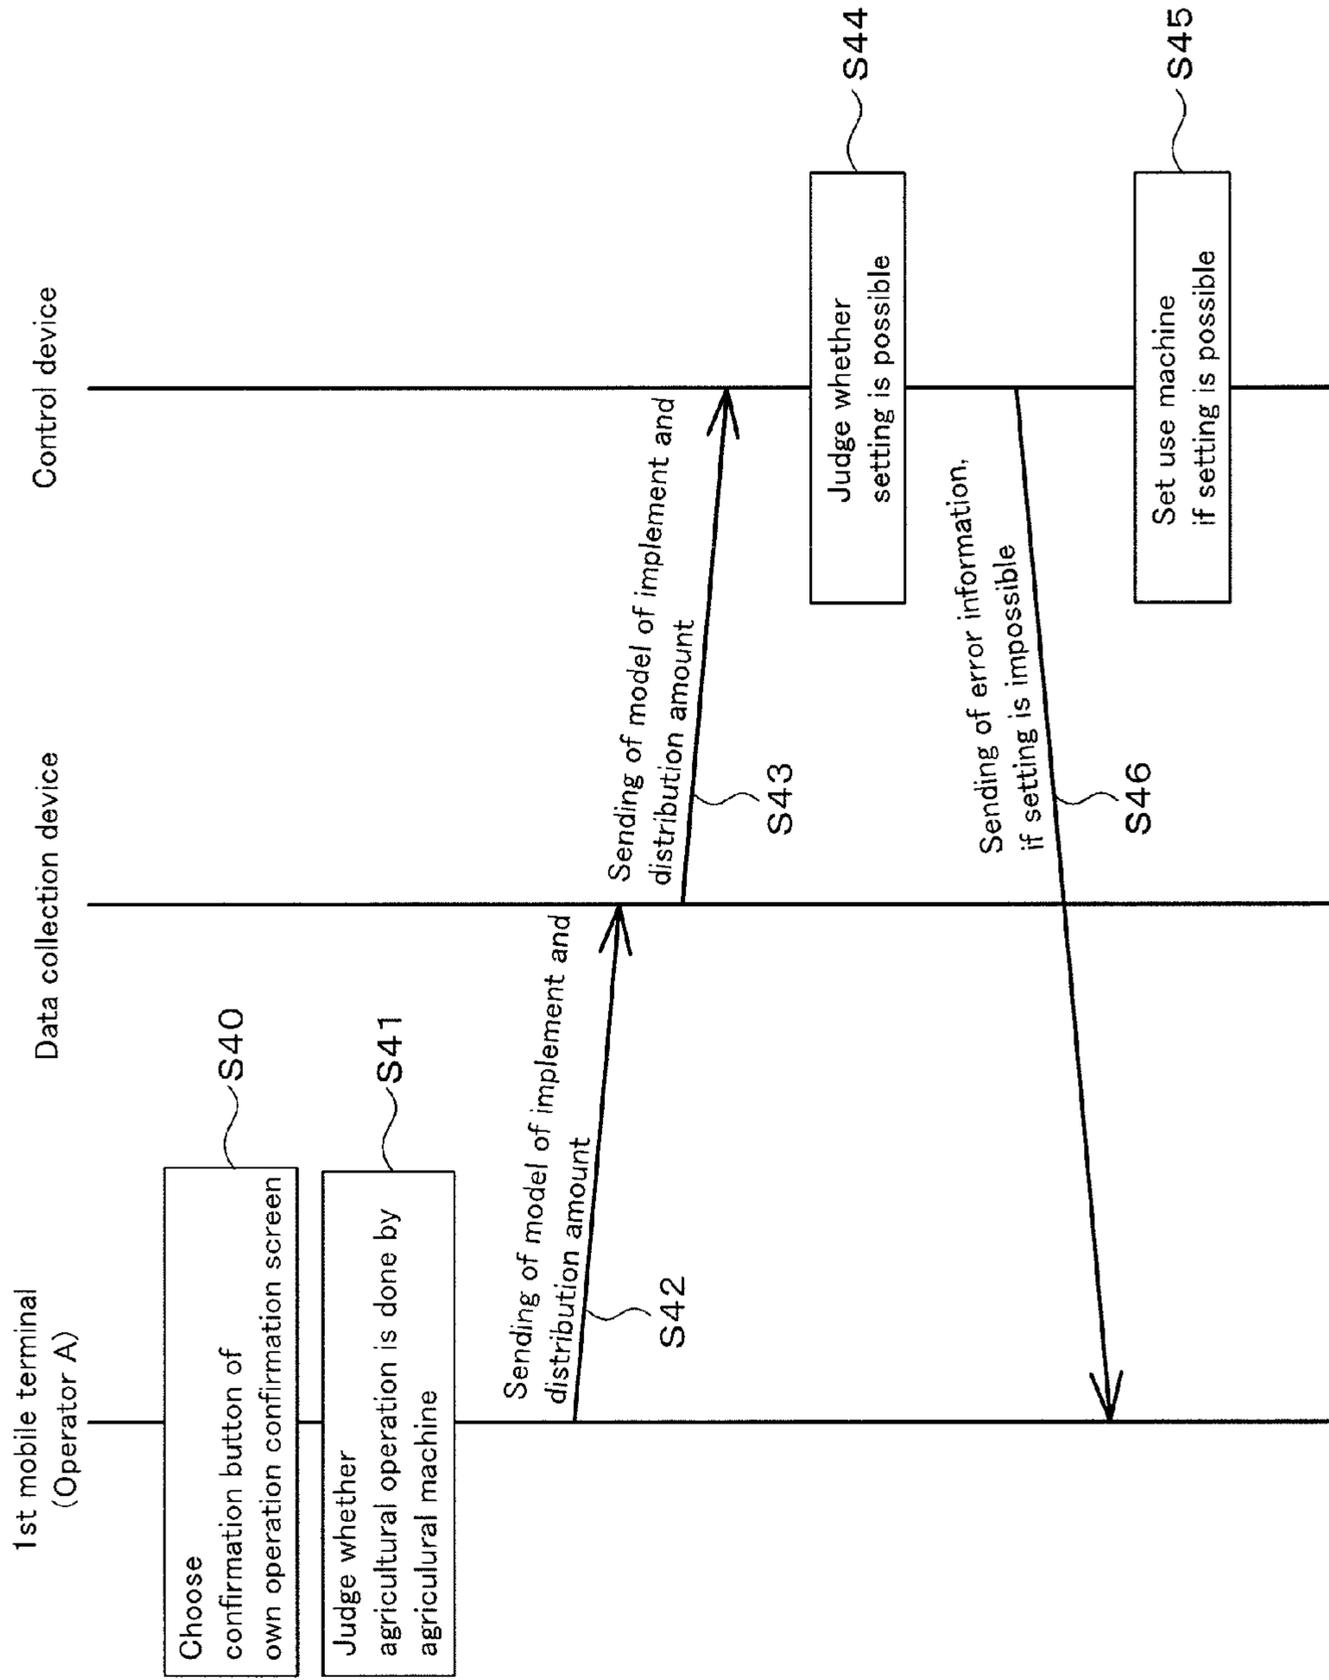 1st mobile terminal
(Operator A)
Data collection device
Control device
Choose
confirmation button of
own operation confirmation screen
S40
Judge whether
agricultural operation is done by
agriculural machine
S41
Sending of model of implement and
distribution amount
S42
Sending of model of implement and
distribution amount
S43
Judge whether
setting is possible
S44
Sending of error information,
if setting is impossible
S46
Set use machine
if setting is possible
S45